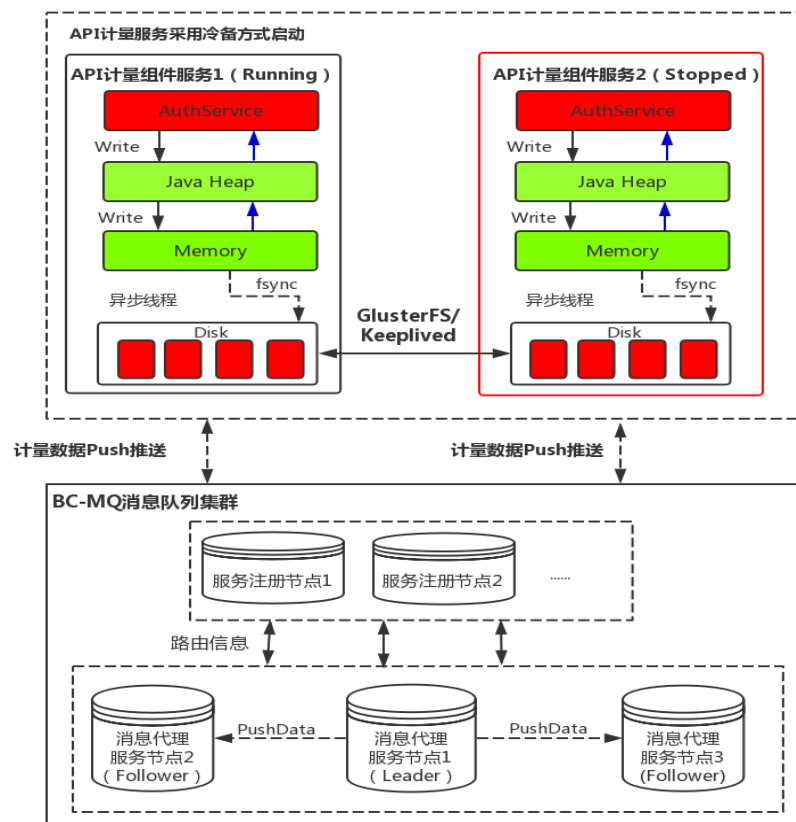 API计量服务采用冷备方式启动
API计量组件服务1（Running）
AuthService
Write
Java Heap
Write
Memory
fsync
异步线程
Disk
GlusterFS/
Keeplived
API计量组件服务2（Stopped）
AuthService
Write
Java Heap
Write
Memory
fsync
异步线程
Disk
计量数据Push推送
计量数据Push推送
BC-MQ消息队列集群
服务注册节点1
服务注册节点2
......
路由信息
消息代理
服务节点2
（Follower）
PushData
消息代理
服务节点1
（Leader）
PushData
消息代理
服务节点3
(Follower)